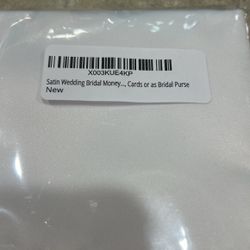 X003KUE4KP
Satin Wedding Bridal Money..., Cards or as Bridal Purse
New